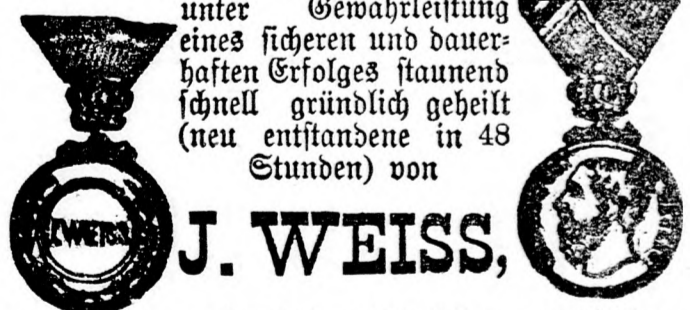 unter Gewährleistung
eines sicheren und dauer=
haften Erfolges staunend
schnell gründlich geheilt
(neu entstandene in 48
Stunden) von
J. WEISS,
J.WEISS